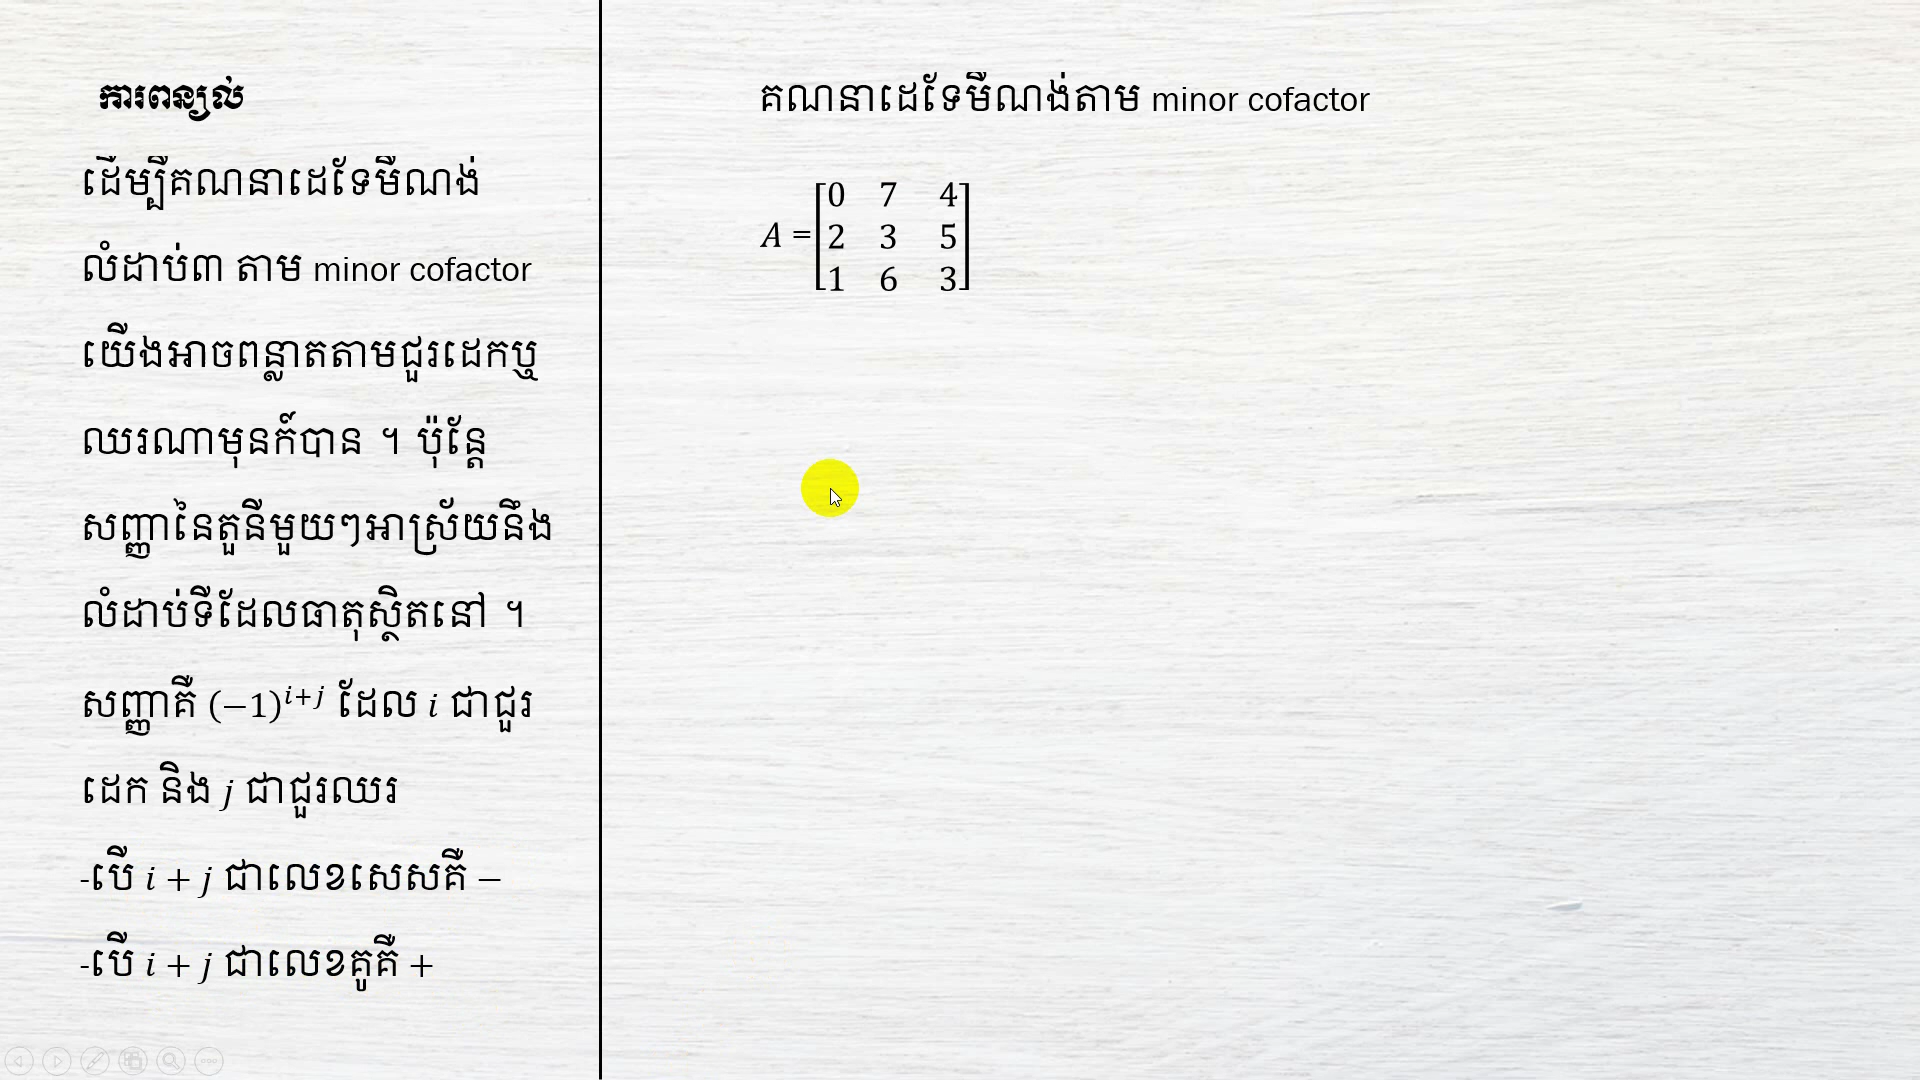 ការពន្យល់
ដើម្បីគណនាដេទែមីណង់
លំដាប់៣ តាម minor cofactor
យើងអាចពន្លាតតាមជួរដេកឬ
ឈរណាមុនក៍បាន ។ ប៉ុន្តែ
សញ្ញានៃតួនីមួយៗអាស្រ័យនឹង
លំដាប់ទីដែលធាតុស្ថិតនៅ ។
សញ្ញាគឺ (−1)^{i+j} ដែល i ជាជួរ
ដេក និង j ជាជួរឈរ
-បើ i + j ជាលេខសេសគឺ −
-បើ i + j ជាលេខគូគឺ +
គណនាដេទែមីណង់តាម minor cofactor
0 7 4
A = 2 3 5
1 6 3